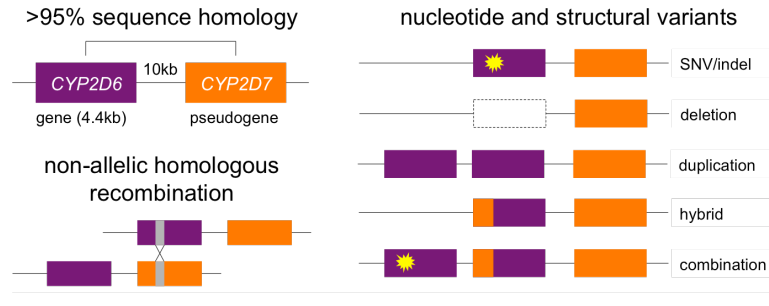 >95% sequence homology
CYP2D6
10kb
CYP2D7
gene (4.4kb)
pseudogene
non-allelic homologous
recombination
nucleotide and structural variants
SNV/indel
deletion
duplication
hybrid
combination